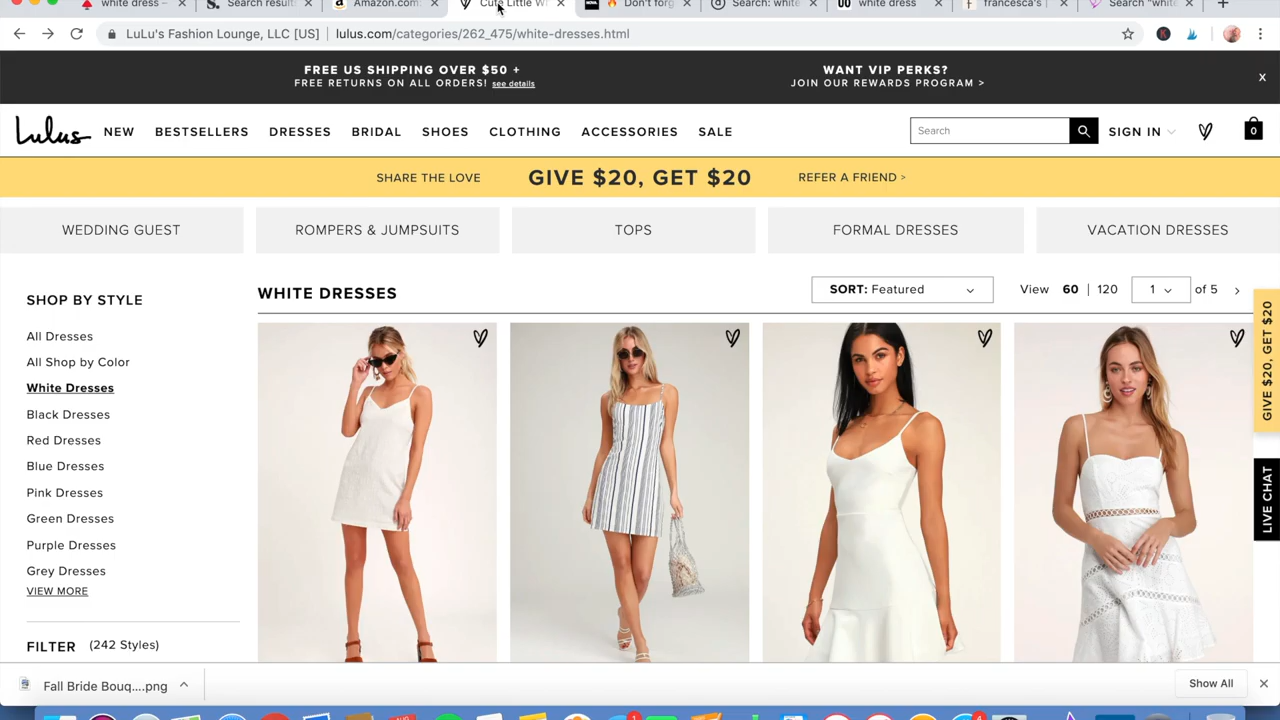 white dress –
Search result
Amazon.com
Cute Little W
Don't forg
Search: white
white dress
francesca's |
Search "white
LuLu's Fashion Lounge, LLC [US] | lulus.com/categories/262_475/white-dresses.html
FREE US SHIPPING OVER $50 +
FREE RETURNS ON ALL ORDERS! see details
WANT VIP PERKS?
JOIN OUR REWARDS PROGRAM >
X
Lulus
NEW
BESTSELLERS
DRESSES
BRIDAL
SHOES
CLOTHING
ACCESSORIES
SALE
Search
SIGN IN
0
SHARE THE LOVE
GIVE $20, GET $20
REFER A FRIEND >
WEDDING GUEST
ROMPERS & JUMPSUITS
TOPS
FORMAL DRESSES
VACATION DRESSES
SHOP BY STYLE
All Dresses
All Shop by Color
White Dresses
Black Dresses
Red Dresses
Blue Dresses
Pink Dresses
Green Dresses
Purple Dresses
Grey Dresses
VIEW MORE
FILTER (242 Styles)
WHITE DRESSES
SORT: Featured
View 60 | 120
1 of 5 >
GIVE $20, GET $20
LIVE CHAT
Fall Bride Bouq....png
Show All